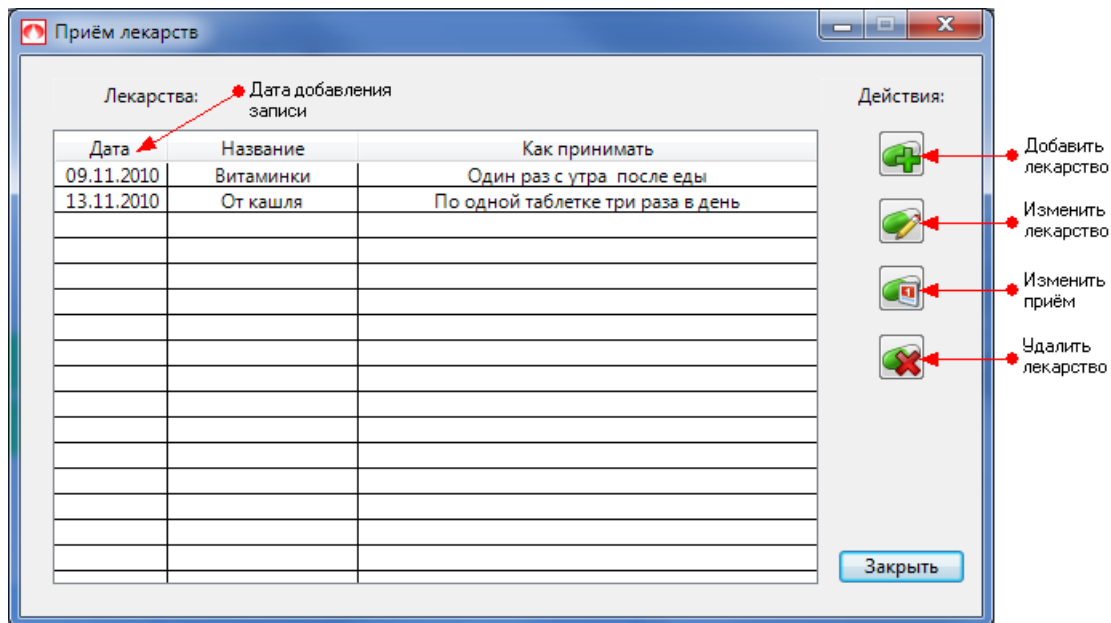 Приём лекарств
Лекарства:
Дата добавления
записи
Действия:
Дата Название Как принимать
09.11.2010 Витаминки Один раз с утра после еды
13.11.2010 От кашля По одной таблетке три раза в день
Добавить
лекарство
Изменить
лекарство
Изменить
приём
1
Удалить
лекарство
Закрыть